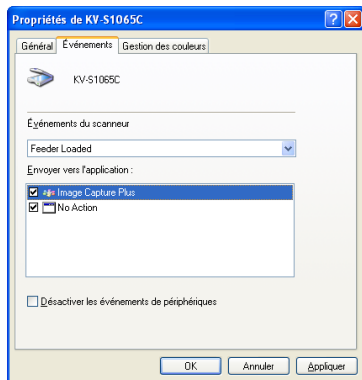 Propriétés de KV-S1065C
Général Événements Gestion des couleurs
KV-S1065C
Événements du scanneur
Feeder Loaded
Envoyer vers l'application :
Image Capture Plus
No Action
Désactiver les événements de périphériques
OK Annuler Appliquer